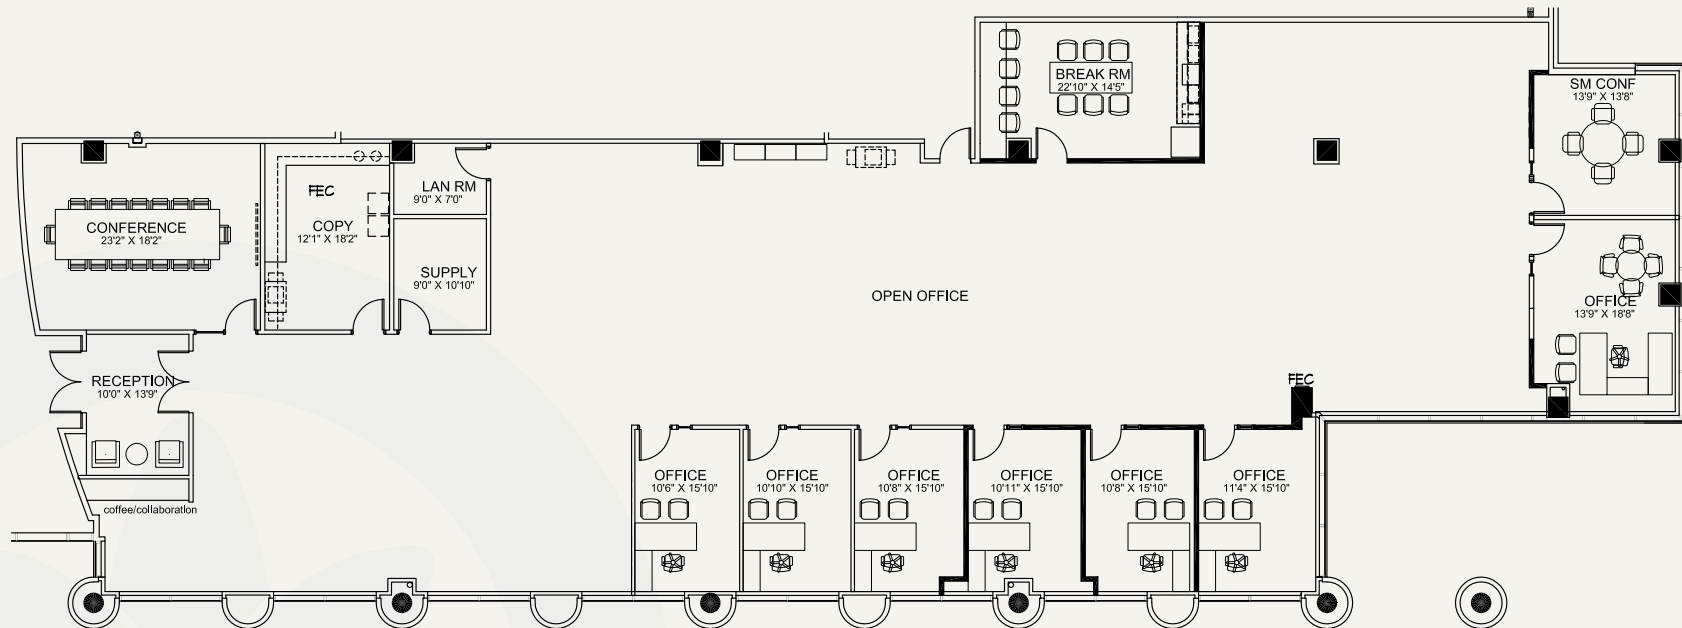 BREAK RM
22'10" X 14'5"
SM CONF
13'9" X 13'8"
LAN RM
9'0" X 7'0"
FEC
CONFERENCE
23'2" X 18'2"
COPY
12'1" X 18'2"
SUPPLY
9'0" X 10'10"
OPEN OFFICE
OFFICE
13'9" X 18'8"
RECEPTION
10'0" X 13'9"
FEC
OFFICE
10'6" X 15'10"
OFFICE
10'10" X 15'10"
OFFICE
10'8" X 15'10"
OFFICE
10'11" X 15'10"
OFFICE
10'8" X 15'10"
OFFICE
11'4" X 15'10"
coffee/collaboration